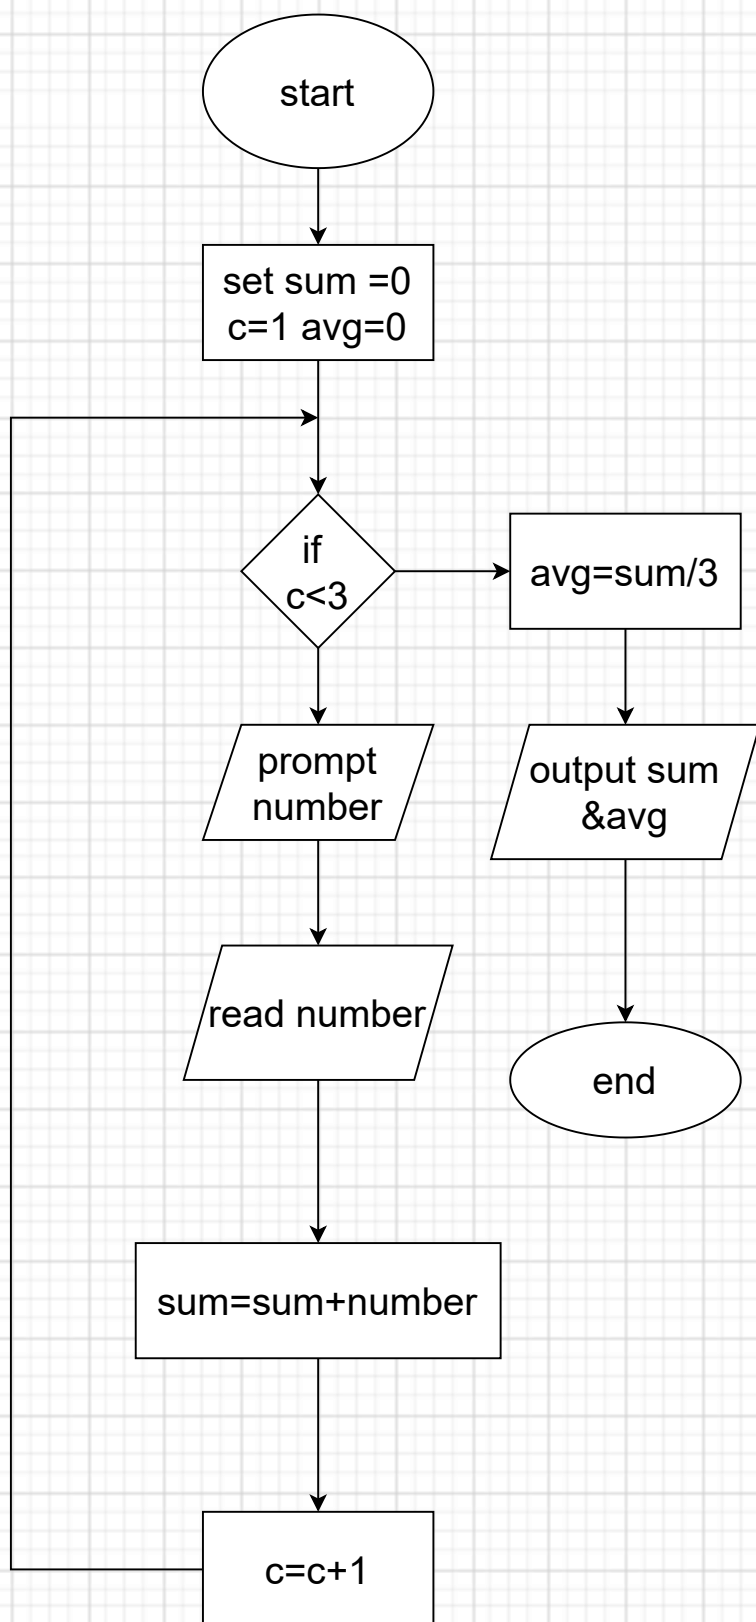 start
set sum =0
c=1 avg=0
if
c<3
avg=sum/3
prompt
number
output sum
&avg
read number
end
sum=sum+number
c=c+1